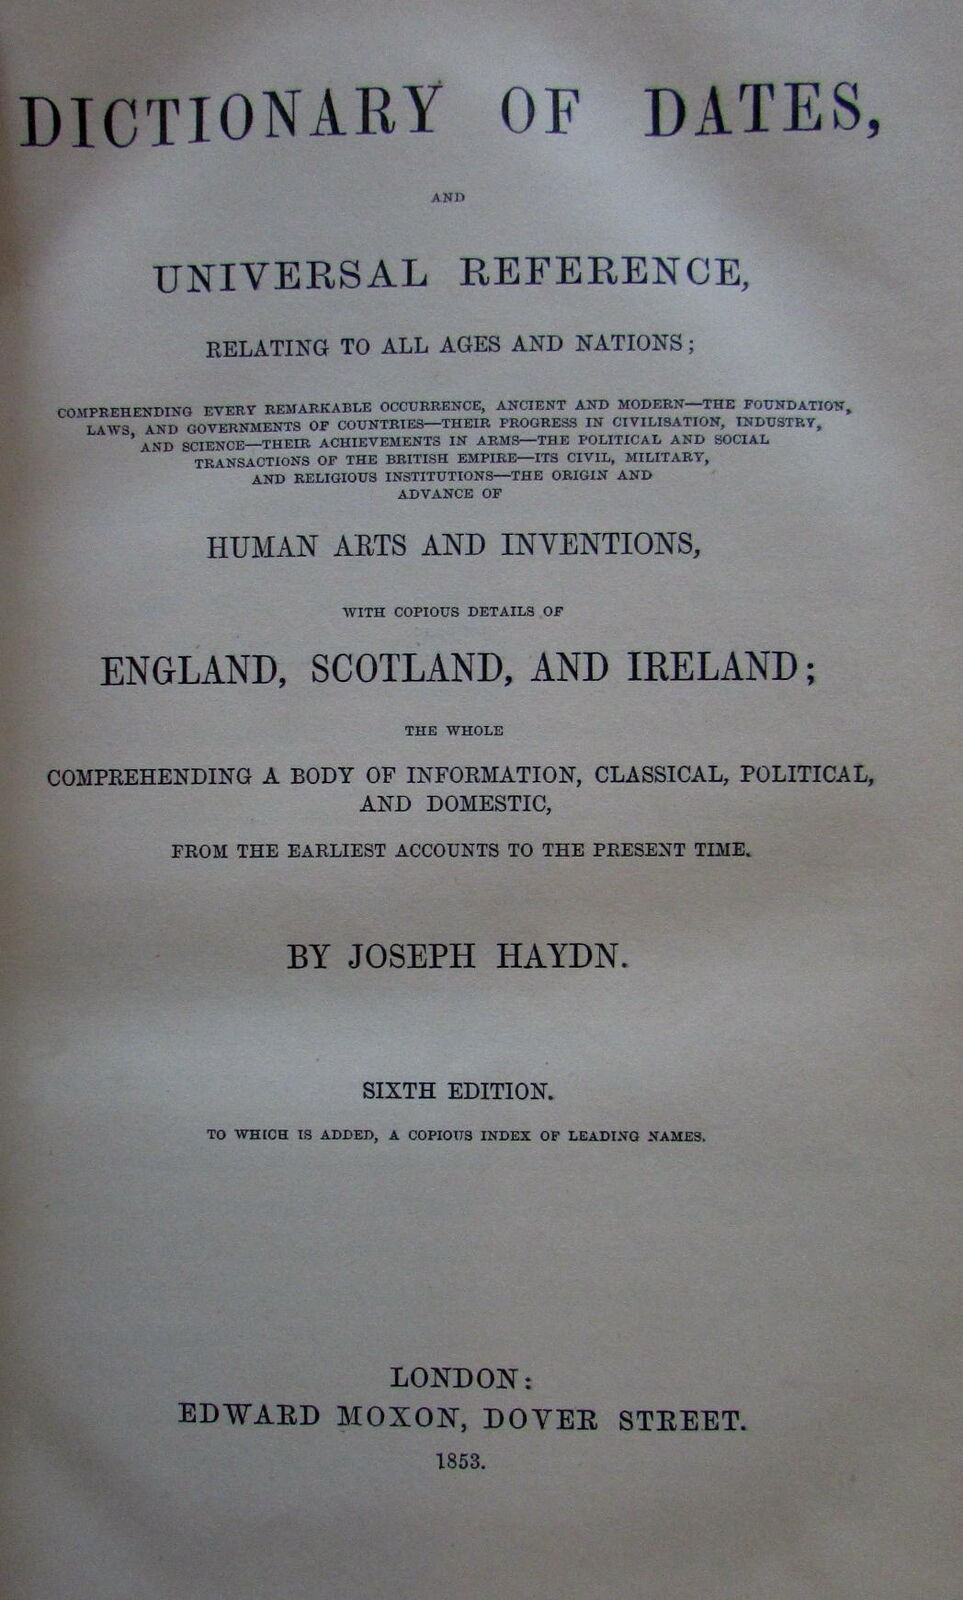 DICTIONARY OF DATES,
AND
UNIVERSAL REFERENCE,
RELATING TO ALL AGES AND NATIONS;
COMPREHENDING EVERY REMARKABLE OCCURRENCE, ANCIENT AND MODERN—THE FOUNDATION,
LAWS, AND GOVERNMENTS OF COUNTRIES—THEIR PROGRESS IN CIVILISATION, INDUSTRY,
AND SCIENCE—THEIR ACHIEVEMENTS IN ARMS—THE POLITICAL AND SOCIAL
TRANSACTIONS OF THE BRITISH EMPIRE—ITS CIVIL, MILITARY,
AND RELIGIOUS INSTITUTIONS—THE ORIGIN AND
ADVANCE OF
HUMAN ARTS AND INVENTIONS,
WITH COPIOUS DETAILS OF
ENGLAND, SCOTLAND, AND IRELAND;
THE WHOLE
COMPREHENDING A BODY OF INFORMATION, CLASSICAL, POLITICAL,
AND DOMESTIC,
FROM THE EARLIEST ACCOUNTS TO THE PRESENT TIME.
BY JOSEPH HAYDN.
SIXTH EDITION.
TO WHICH IS ADDED, A COPIOUS INDEX OF LEADING NAMES.
LONDON:
EDWARD MOXON, DOVER STREET.
1853.